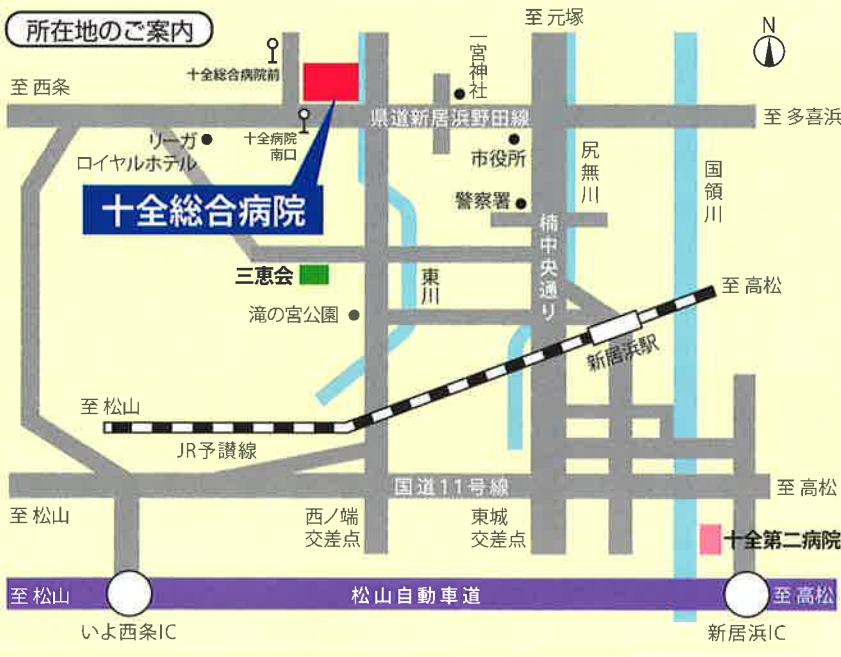 所在地のご案内
至 元塚
N
十全総合病院前
一宮神社
至 西条
県道新居浜野田線
至 多喜浜
リーガ
ロイヤルホテル
十全病院
南口
市役所
尻無川
国領川
十全総合病院
警察署
楠中央通り
三恵会
東川
至 高松
滝の宮公園
新居浜駅
至 松山
JR予讃線
国道11号線
至 高松
至 松山
西ノ端
交差点
東城
交差点
十全第二病院
至 松山
松山自動車道
至 高松
いよ西条IC
新居浜IC